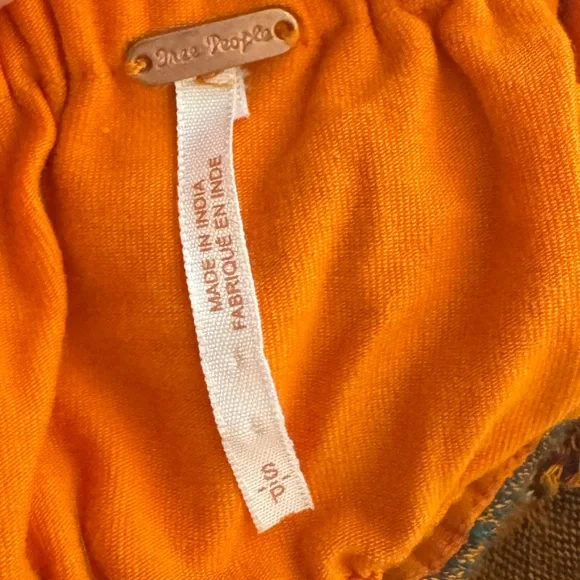 Free People
MADE IN INDIA
FABRIQUÉ EN INDE
S
P